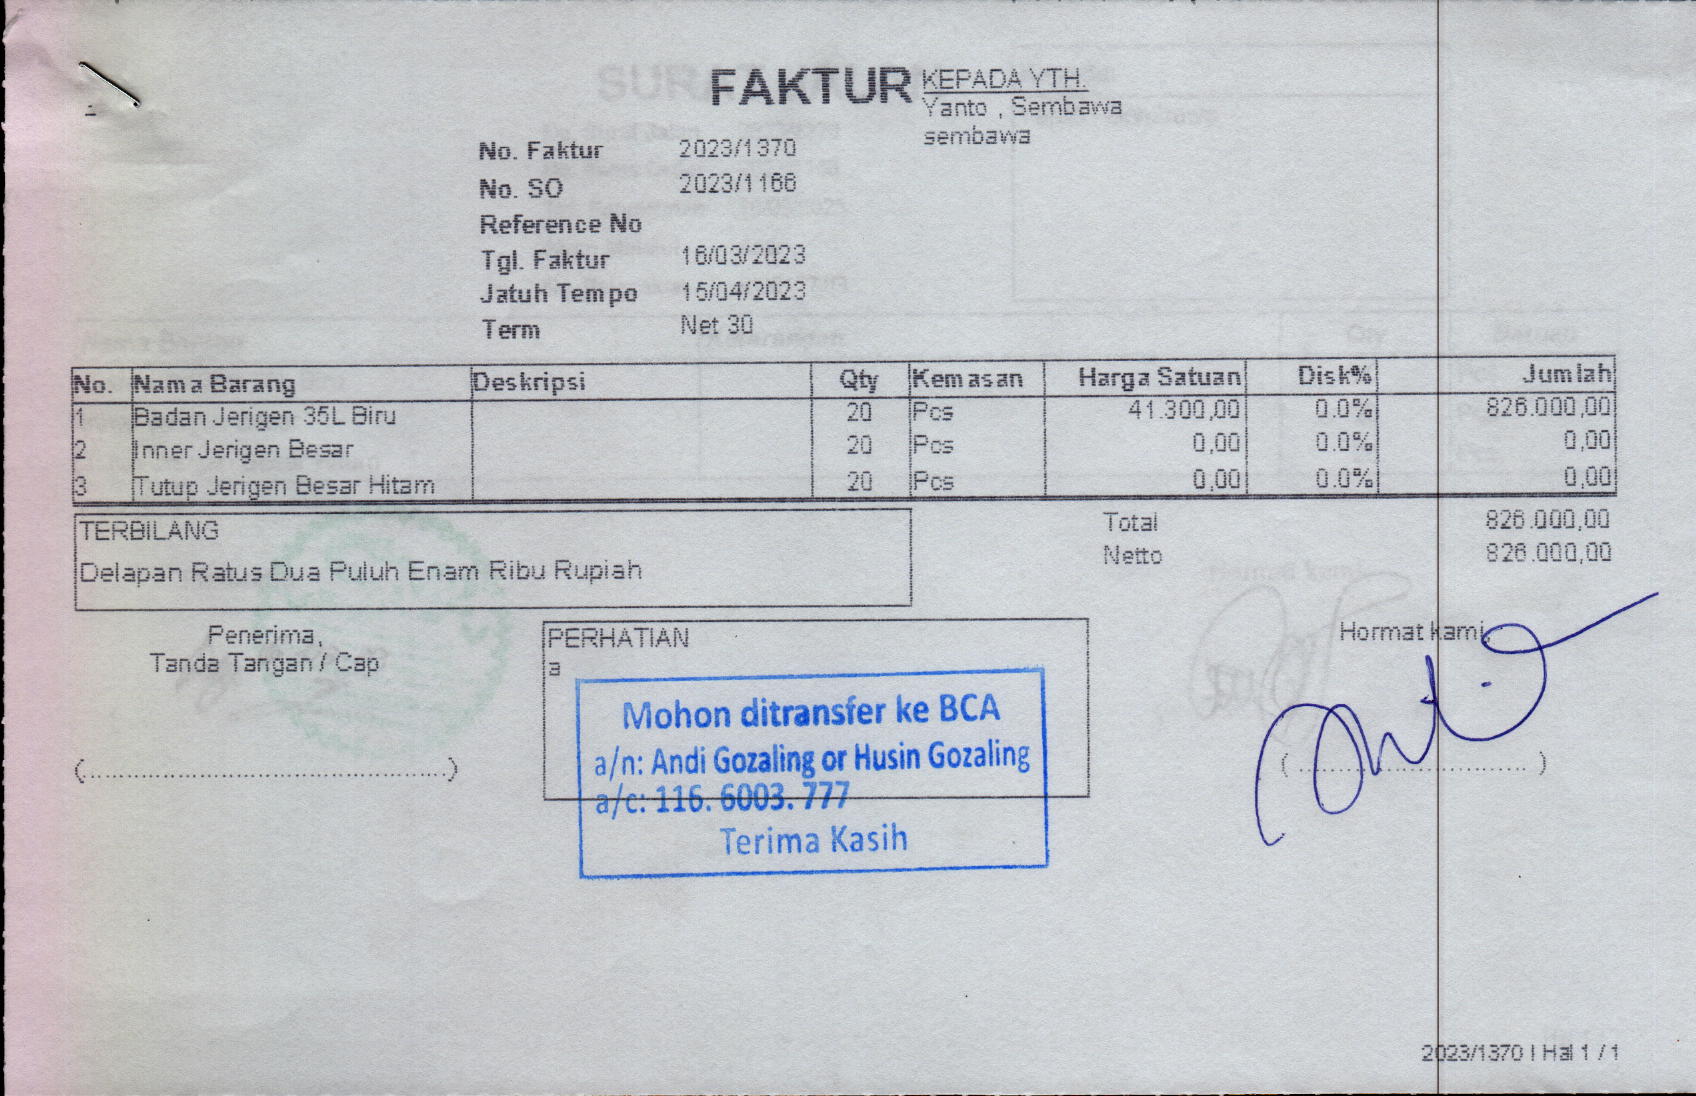 FAKTUR
KEPADA YTH.
Yanto , Sembawa
sembawa
No. Faktur 2023/1370
No. SO 2023/1166
Reference No
Tgl. Faktur 16/03/2023
Jatuh Tempo 15/04/2023
Term Net 30
No. Nama Barang Deskripsi Qty Kemasan Harga Satuan Disk% Jumlah
1 Badan Jerigen 35L Biru 20 Pcs 41.300,00 0.0% 826.000,00
2 Inner Jerigen Besar 20 Pcs 0,00 0.0% 0,00
3 Tutup Jerigen Besar Hitam 20 Pcs 0,00 0.0% 0,00
TERBILANG
Delapan Ratus Dua Puluh Enam Ribu Rupiah
Total 826.000,00
Netto 826.000,00
Penerima,
Tanda Tangan / Cap
(..............................................)
PERHATIAN
a
Mohon ditransfer ke BCA
a/n: Andi Gozaling or Husin Gozaling
a/c: 116. 6003. 777
Terima Kasih
Hormat kami,
( .............................. )
2023/1370 | Hal 1 / 1